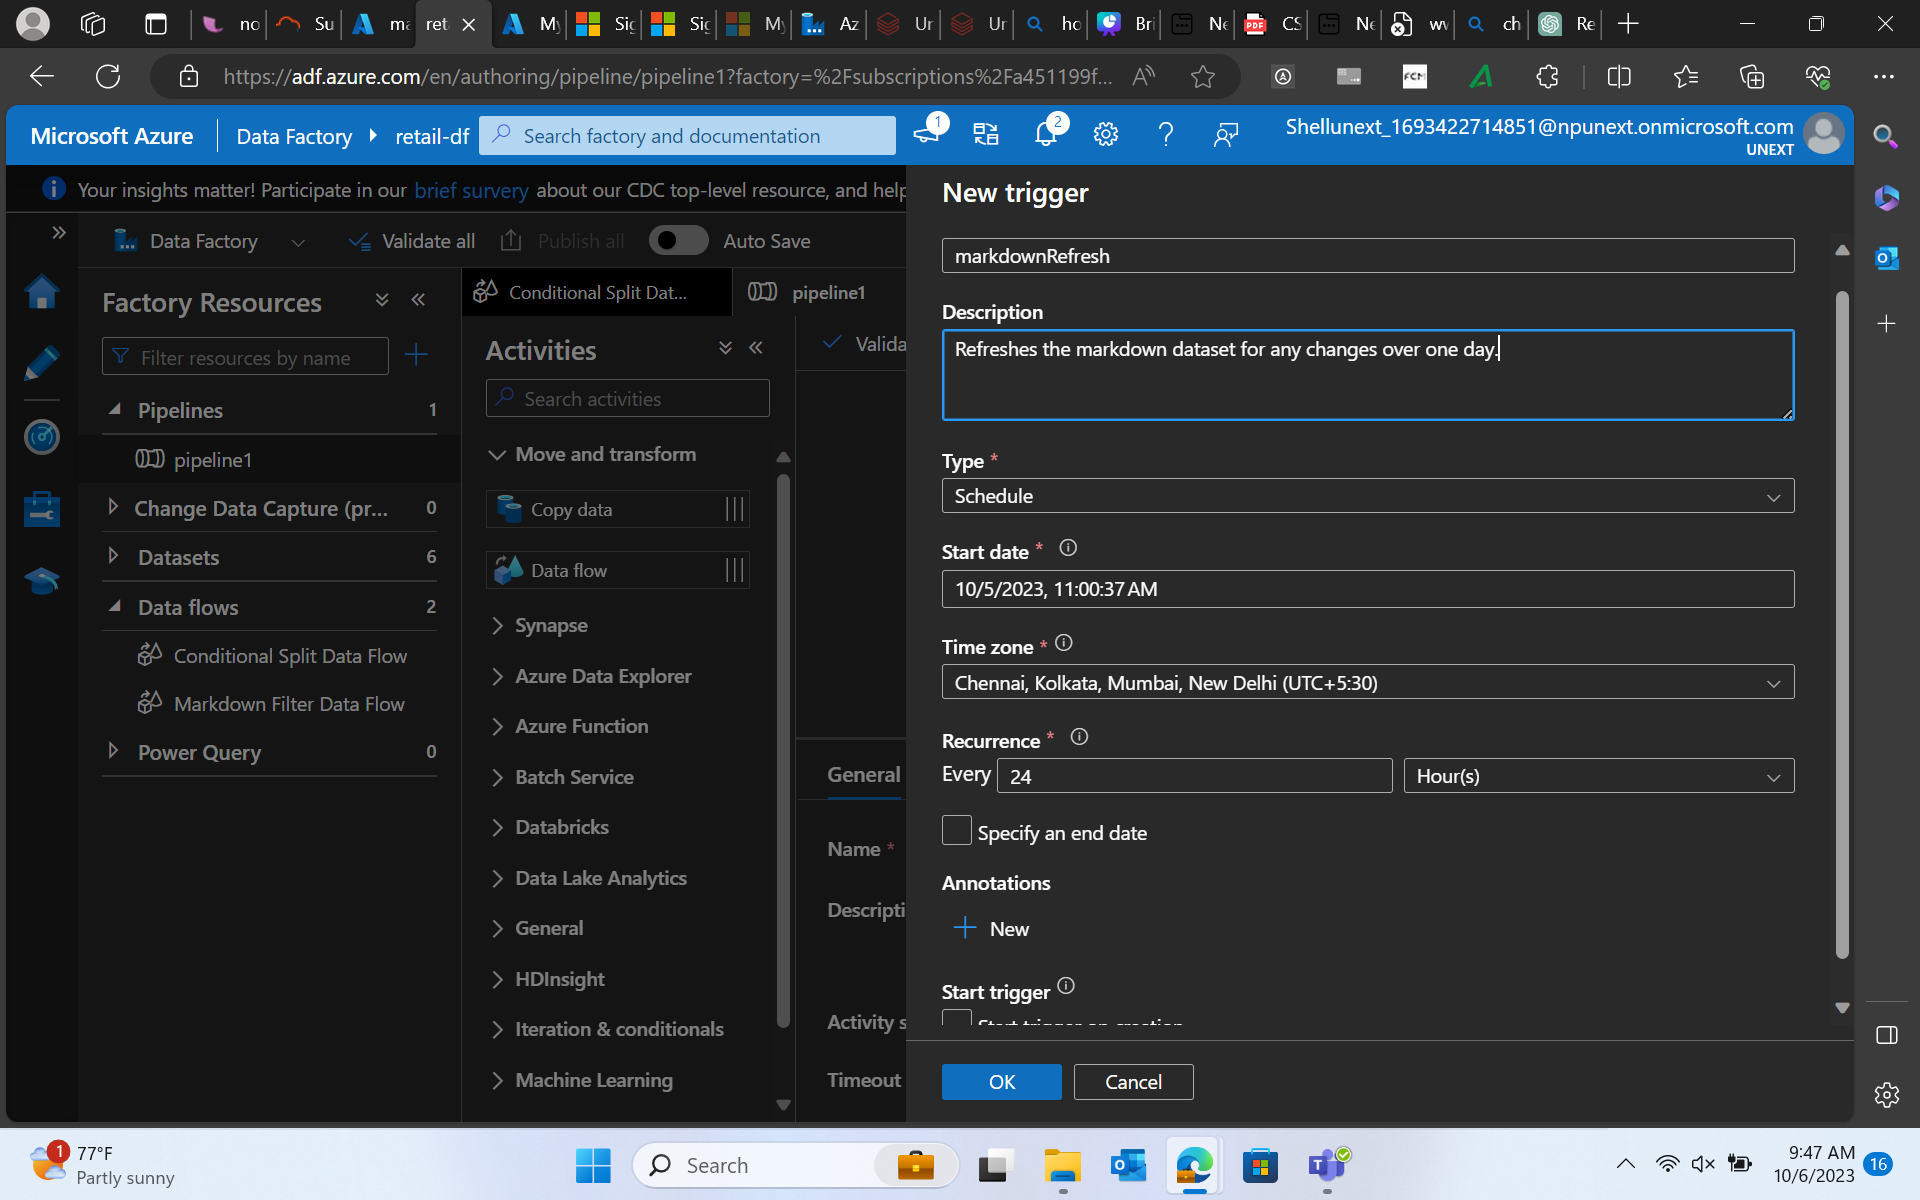 no
Su
ma
ret
My
Sig
Sig
My
Az
Ur
Ur
ho
Bri
Ne
CS
Ne
wv
ch
Re
https://adf.azure.com/en/authoring/pipeline/pipeline1?factory=%2Fsubscriptions%2Fa451199f...
FCM
Microsoft Azure
Data Factory
retail-df
Search factory and documentation
1
2
Shellunext_1693422714851@npunext.onmicrosoft.com
UNEXT
Your insights matter! Participate in our brief survey about our CDC top-level resource, and help
Data Factory
Validate all
Publish all
Auto Save
Factory Resources
Filter resources by name
Pipelines 1
pipeline1
Change Data Capture (pr... 0
Datasets 6
Data flows 2
Conditional Split Data Flow
Markdown Filter Data Flow
Power Query 0
Conditional Split Dat...
pipeline1
Activities
Search activities
Move and transform
Copy data
Data flow
Synapse
Azure Data Explorer
Azure Function
Batch Service
Databricks
Data Lake Analytics
General
HDInsight
Iteration & conditionals
Machine Learning
Valida
General
Name *
Descripti
Activity s
Timeout
New trigger
markdownRefresh
Description
Refreshes the markdown dataset for any changes over one day.
Type *
Schedule
Start date *
10/5/2023, 11:00:37 AM
Time zone *
Chennai, Kolkata, Mumbai, New Delhi (UTC+5:30)
Recurrence *
Every 24 Hour(s)
Specify an end date
Annotations
New
Start trigger
Start trigger on creation
OK
Cancel
1
77°F
Partly sunny
Search
9:47 AM
10/6/2023
16